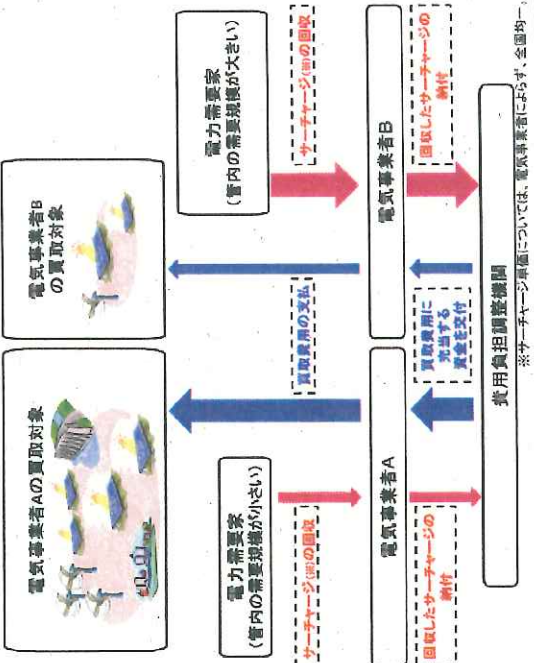 電気事業者Aの買取対象
電気事業者B
の買取対象
電力需要家
(管内の需要規模が小さい)
電力需要家
(管内の需要規模が大きい)
サーチャージ(※)の回収
買取費用の支払
サーチャージ(※)の回収
電気事業者A
電気事業者B
回収したサーチャージの
納付
買取費用に
充当する
資金を交付
回収したサーチャージの
納付
費用負担調整機関
※サーチャージ単価については、電気事業者によらず、全国均一。